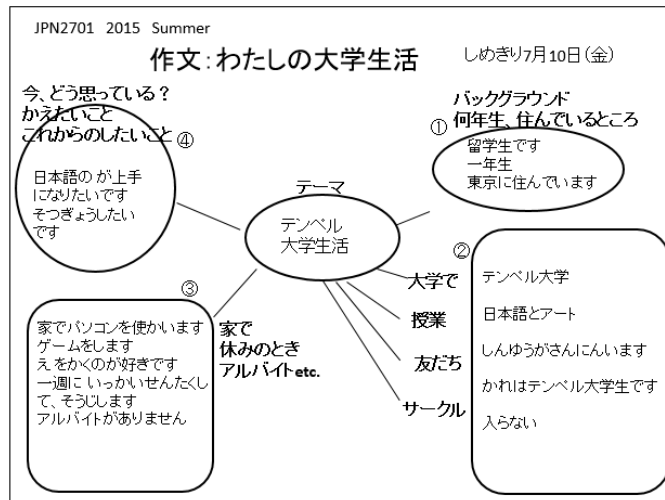 JPN2701 2015 Summer
作文：わたしの大学生活
しめきり7月10日（金）
バックグラウンド
何年生、住んでいるところ
①
留学生です
一年生
東京に住んでいます
テーマ
テンペル
大学生活
②
大学で
授業
友だち
サークル
テンペル大学
日本語とアート
しんゆうがさんにんいます
かれはテンペル大学生です
入らない
③
家で
休みのとき
アルバイトetc.
家でパソコンを使かいます
ゲームをします
え をかくのが好きです
一週に いっかいせんたくし
て、そうじします
アルバイトがありません
今、どう思っている？
かえたいこと
これからのしたいこと
④
日本語の が上手
になりたいです
そつぎょうしたい
です